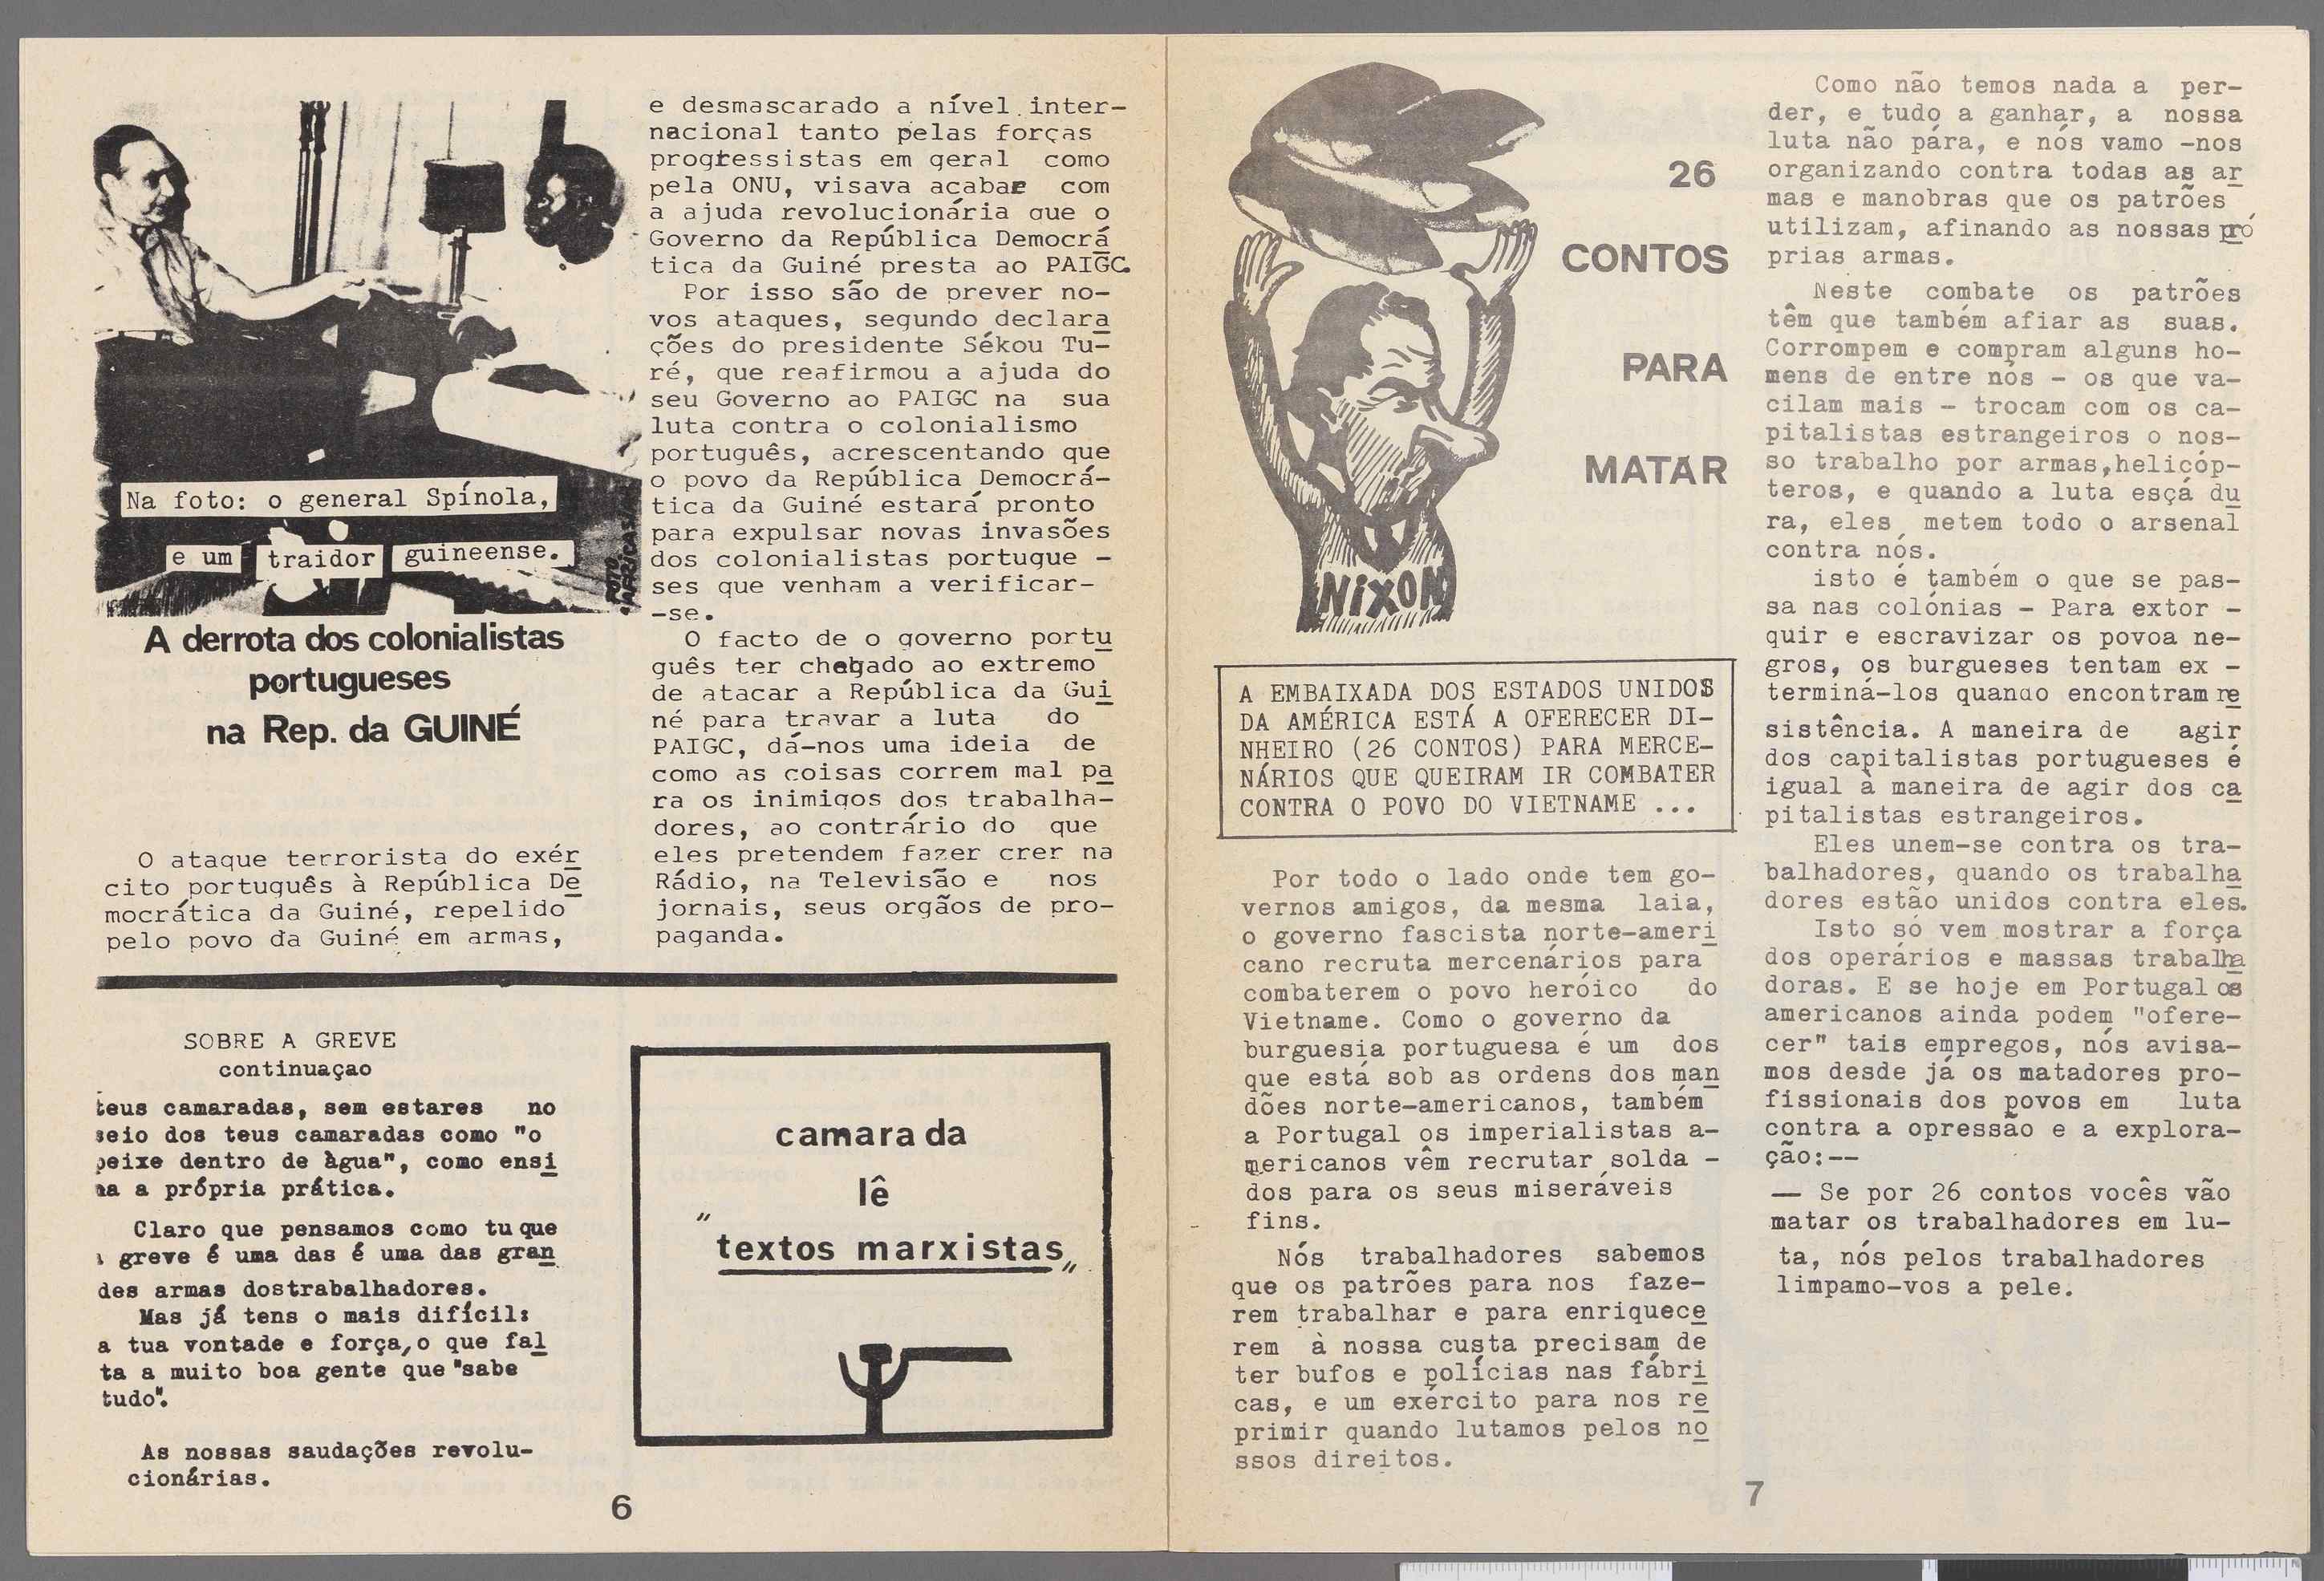 Na foto: o general Spínola,
e um traidor guineense.
FOTO
AFRICASIA
A derrota dos colonialistas
portugueses
na Rep. da GUINÉ
O ataque terrorista do exér
cito português à República De
mocrática da Guiné, repelido
pelo povo da Guiné em armas,
e desmascarado a nível inter-
nacional tanto pelas forças
progressistas em geral como
pela ONU, visava acabar com
a ajuda revolucionária que o
Governo da República Democrá
tica da Guiné presta ao PAIGC.
Por isso são de prever no-
vos ataques, segundo declara
ções do presidente Sékou Tu-
ré, que reafirmou a ajuda do
seu Governo ao PAIGC na sua
luta contra o colonialismo
português, acrescentando que
o povo da República Democrá-
tica da Guiné estará pronto
para expulsar novas invasões
dos colonialistas portugue -
ses que venham a verificar-
-se.
O facto de o governo portu
guês ter chegado ao extremo
de atacar a República da Gui
né para travar a luta do
PAIGC, dá-nos uma ideia de
como as coisas correm mal pa
ra os inimigos dos trabalha-
dores, ao contrário do que
eles pretendem fazer crer na
Rádio, na Televisão e nos
jornais, seus orgãos de pro-
paganda.
SOBRE A GREVE
continuaçao
teus camaradas, sem estares no
seio dos teus camaradas como "o
peixe dentro de àgua", como ensi
na a própria prática.
Claro que pensamos como tu que
a greve é uma das é uma das gran
des armas dostrabalhadores.
Mas já tens o mais difícil:
a tua vontade e força, o que fal
ta a muito boa gente que "sabe
tudo".
As nossas saudações revolu-
cionárias.
camarada
lê
"textos marxistas"
6
26
CONTOS
PARA
MATAR
NiXON
A EMBAIXADA DOS ESTADOS UNIDOS
DA AMÉRICA ESTÁ A OFERECER DI-
NHEIRO (26 CONTOS) PARA MERCE-
NÁRIOS QUE QUEIRAM IR COMBATER
CONTRA O POVO DO VIETNAME ...
Por todo o lado onde tem go-
vernos amigos, da mesma laia,
o governo fascista norte-ameri
cano recruta mercenários para
combaterem o povo heróico do
Vietname. Como o governo da
burguesia portuguesa é um dos
que está sob as ordens dos man
dões norte-americanos, também
a Portugal os imperialistas a-
mericanos vêm recrutar solda -
dos para os seus miseráveis
fins.
Nós trabalhadores sabemos
que os patrões para nos faze-
rem trabalhar e para enriquece
rem à nossa custa precisam de
ter bufos e polícias nas fábri
cas, e um exército para nos re
primir quando lutamos pelos no
ssos direitos.
Como não temos nada a per-
der, e tudo a ganhar, a nossa
luta não pára, e nós vamo -nos
organizando contra todas as ar
mas e manobras que os patrões
utilizam, afinando as nossas pró
prias armas.
Neste combate os patrões
têm que também afiar as suas.
Corrompem e compram alguns ho-
mens de entre nós - os que va-
cilam mais - trocam com os ca-
pitalistas estrangeiros o nos-
so trabalho por armas,helicóp-
teros, e quando a luta esçá du
ra, eles metem todo o arsenal
contra nós.
isto é também o que se pas-
sa nas colónias - Para extor -
quir e escravizar os povoa ne-
gros, os burgueses tentam ex -
terminá-los quando encontram re
sistência. A maneira de agir
dos capitalistas portugueses é
igual à maneira de agir dos ca
pitalistas estrangeiros.
Eles unem-se contra os tra-
balhadores, quando os trabalha
dores estão unidos contra eles.
Isto só vem mostrar a força
dos operários e massas trabalha
doras. E se hoje em Portugal os
americanos ainda podem "ofere-
cer" tais empregos, nós avisa-
mos desde já os matadores pro-
fissionais dos povos em luta
contra a opressão e a explora-
ção:--
— Se por 26 contos vocês vão
matar os trabalhadores em lu-
ta, nós pelos trabalhadores
limpamo-vos a pele.
7